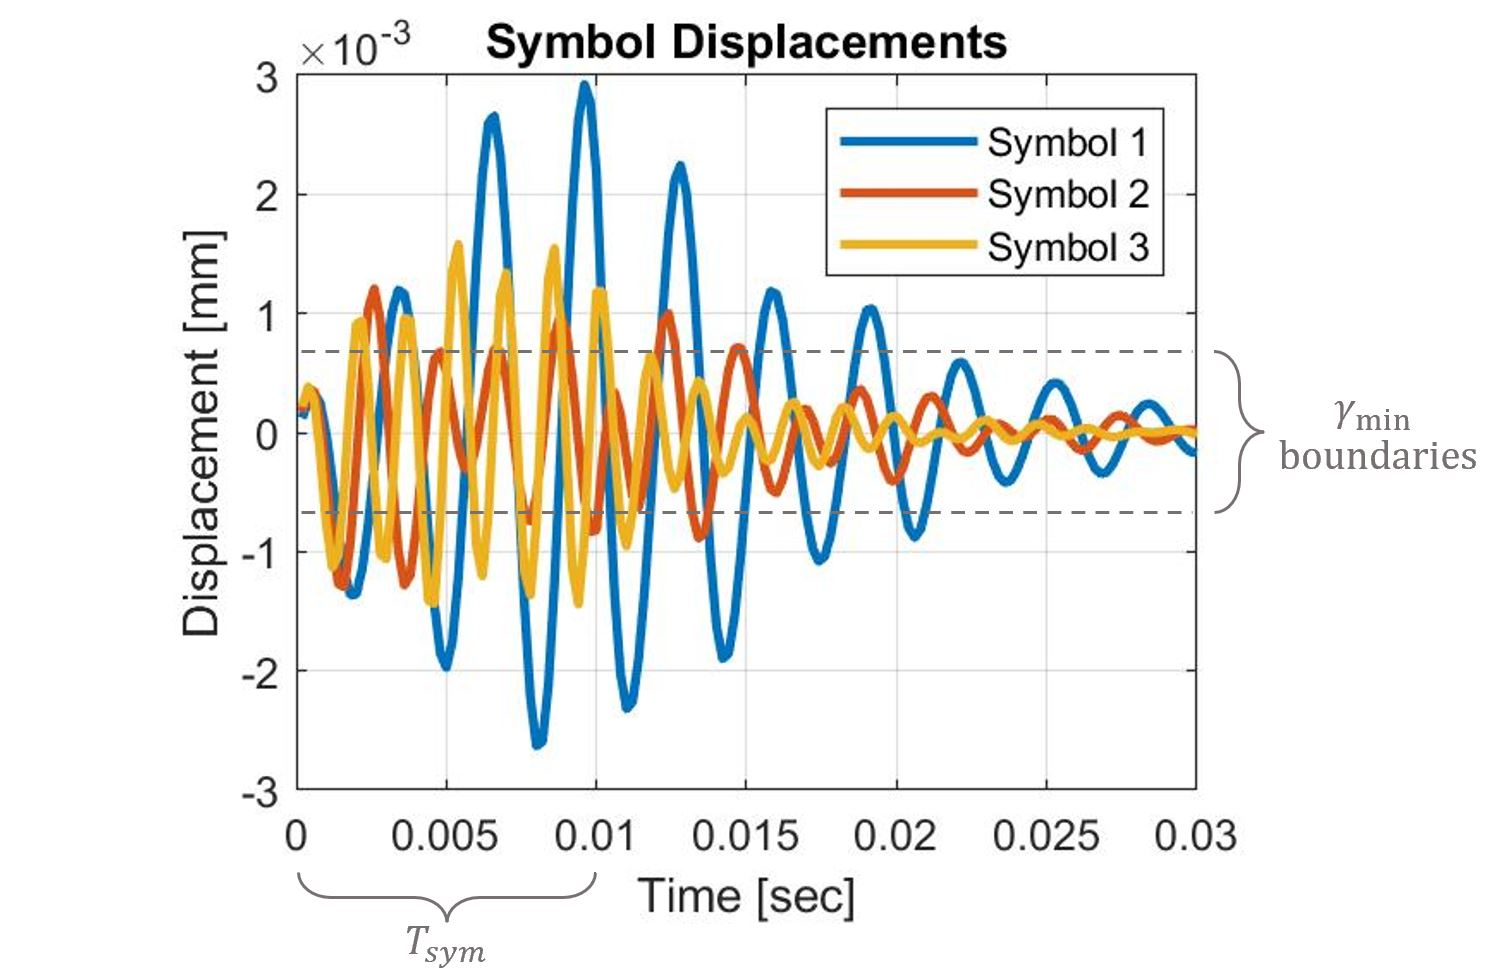 ×10⁻³
Symbol Displacements
3
2
1
0
-1
-2
-3
Displacement [mm]
Symbol 1
Symbol 2
Symbol 3
γmin
boundaries
0 0.005 0.01 0.015 0.02 0.025 0.03
Time [sec]
Tsym